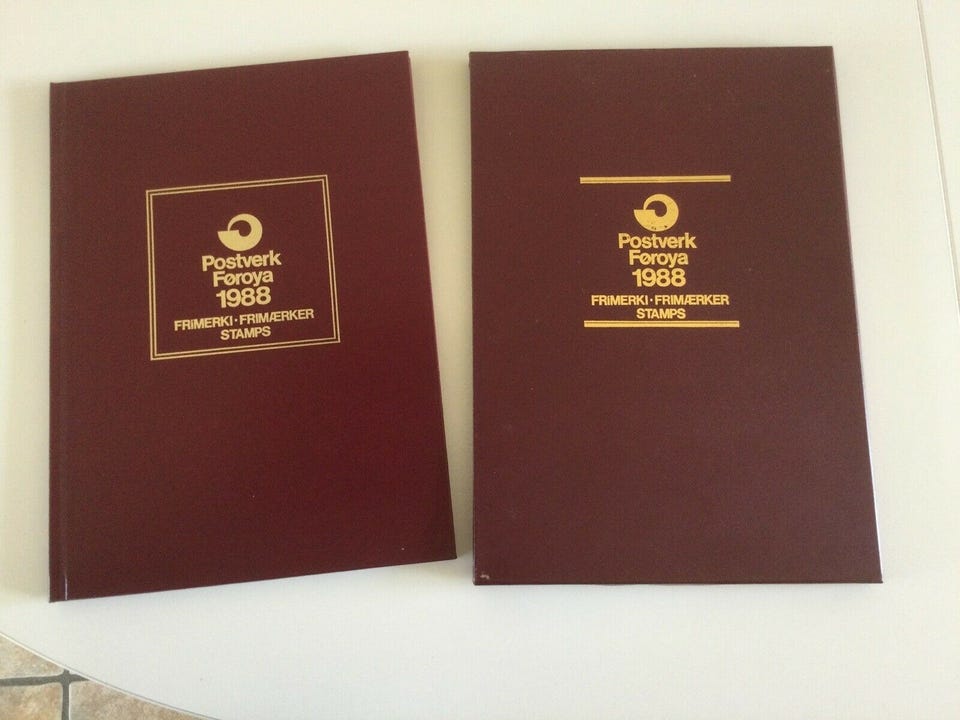 Postverk
Føroya
1988
FRIMERKI · FRIMÆRKER
STAMPS
Postverk
Føroya
1988
FRIMERKI · FRIMÆRKER
STAMPS